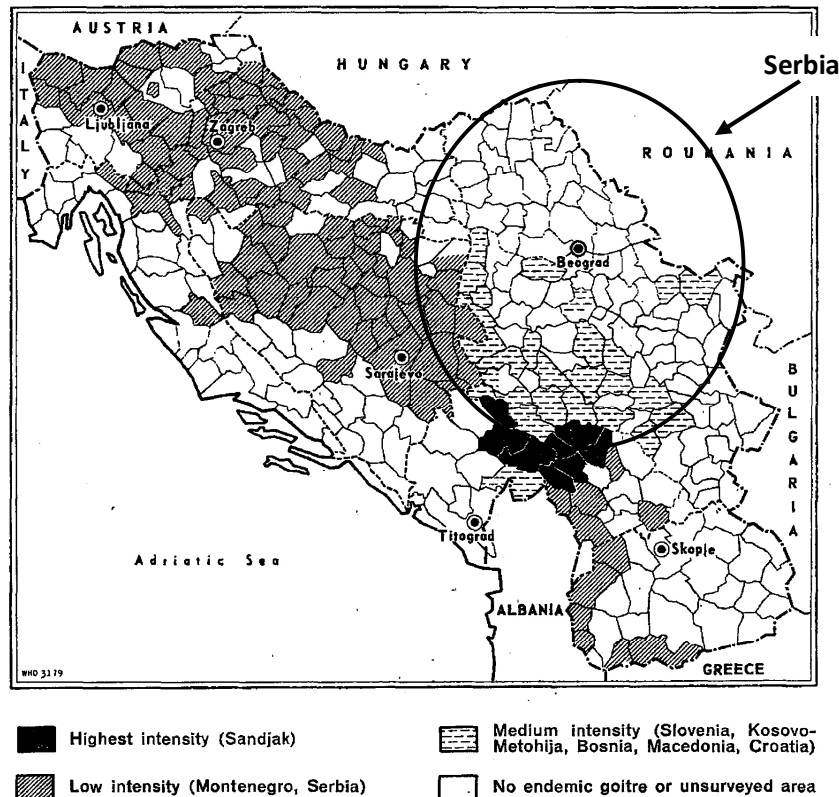 AUSTRIA
HUNGARY
Serbia
ITALY
Ljubljana
Zagreb
ROUMANIA
Beograd
Sarajevo
BULGARIA
Titograd
Skopje
Adriatic Sea
ALBANIA
GREECE
WHO 3179
Highest intensity (Sandjak)
Medium intensity (Slovenia, Kosovo-
Metohija, Bosnia, Macedonia, Croatia)
Low intensity (Montenegro, Serbia)
No endemic goitre or unsurveyed area